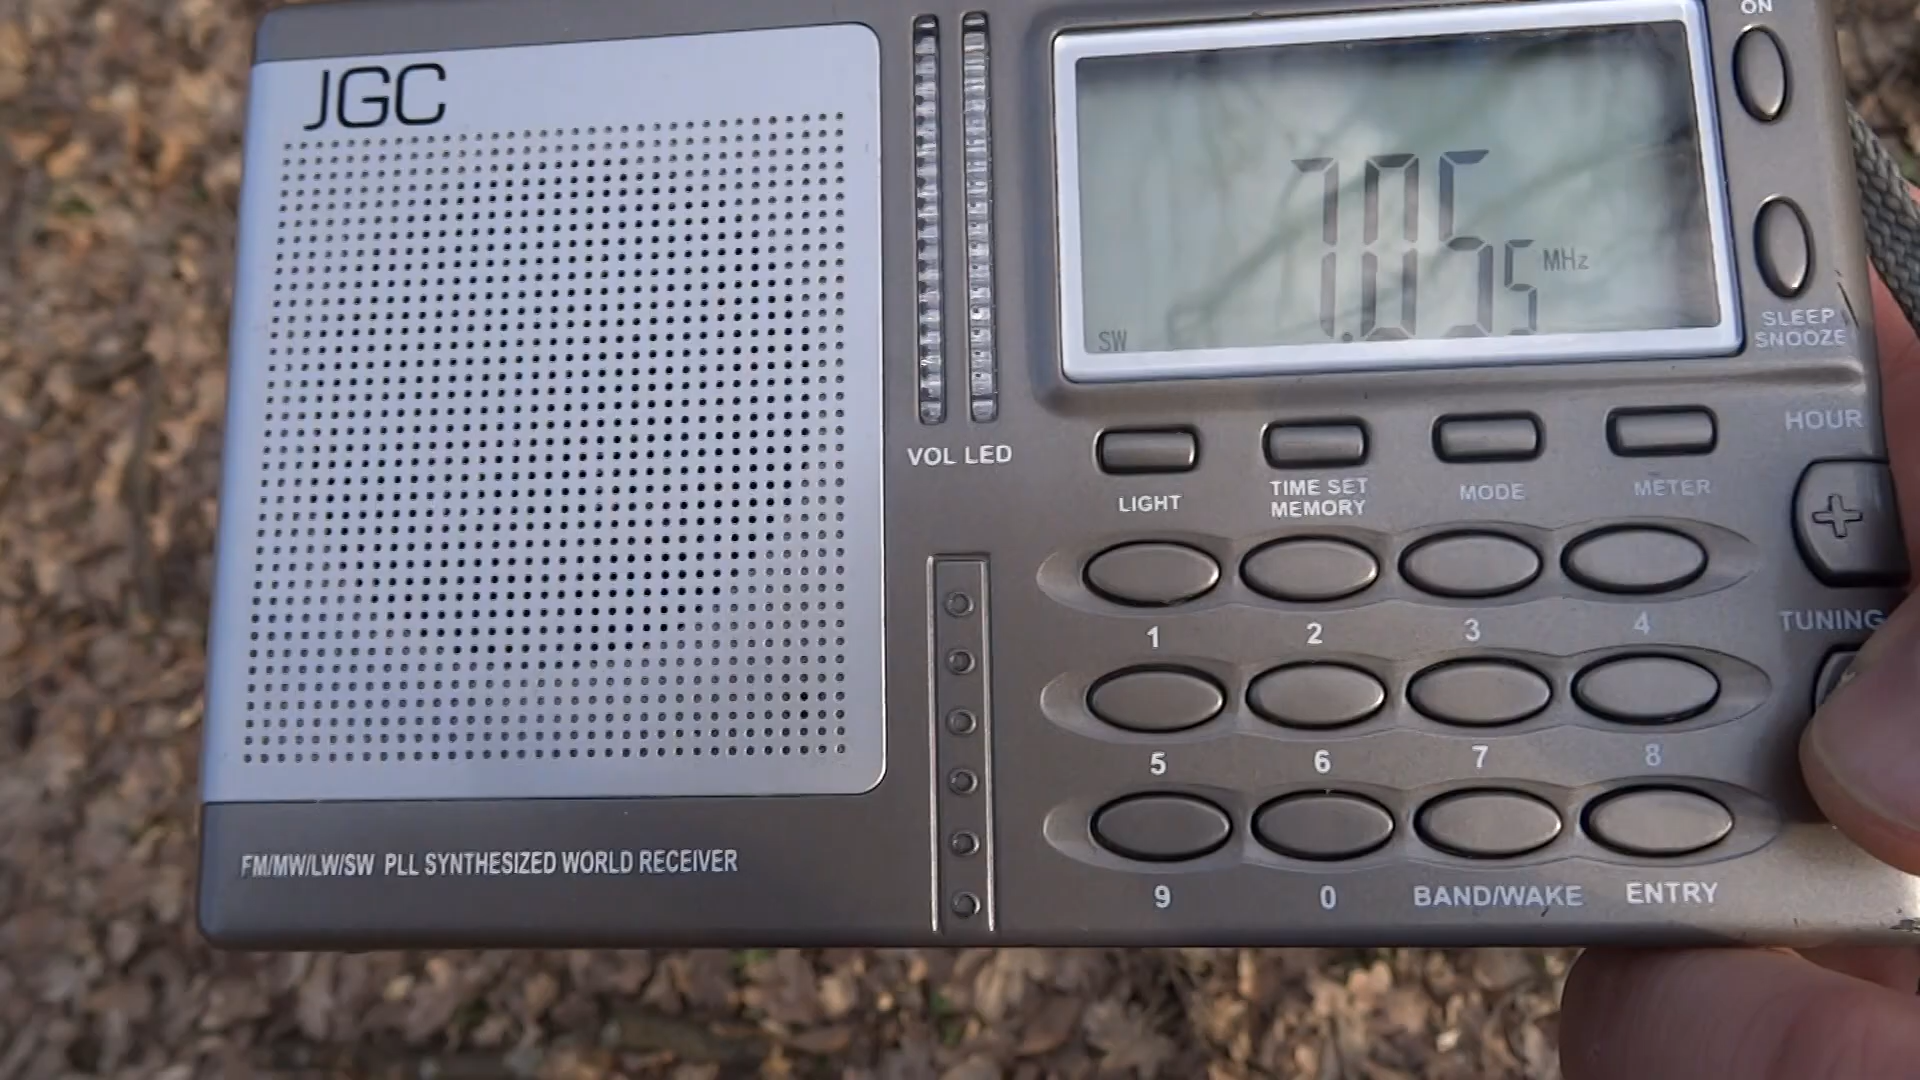 JGC
ON
7.055 MHz
SW
SLEEP
SNOOZE
HOUR
VOL LED
LIGHT
TIME SET
MEMORY
MODE
METER
TUNING
1 2 3 4
5 6 7 8
9 0 BAND/WAKE ENTRY
FM/MW/LW/SW PLL SYNTHESIZED WORLD RECEIVER